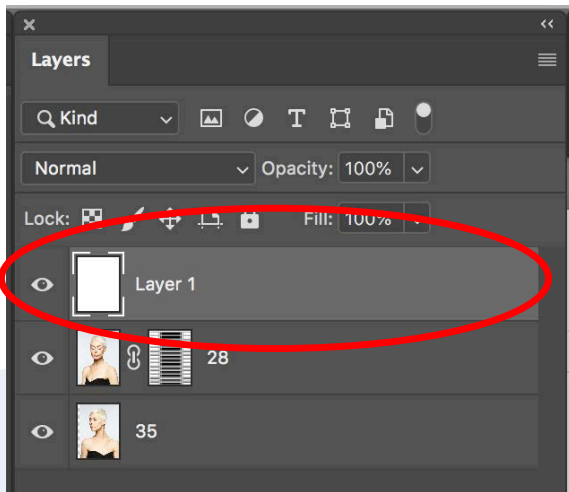 Layers
Kind
T
Normal Opacity: 100%
Lock: Fill: 100%
Layer 1
28
35